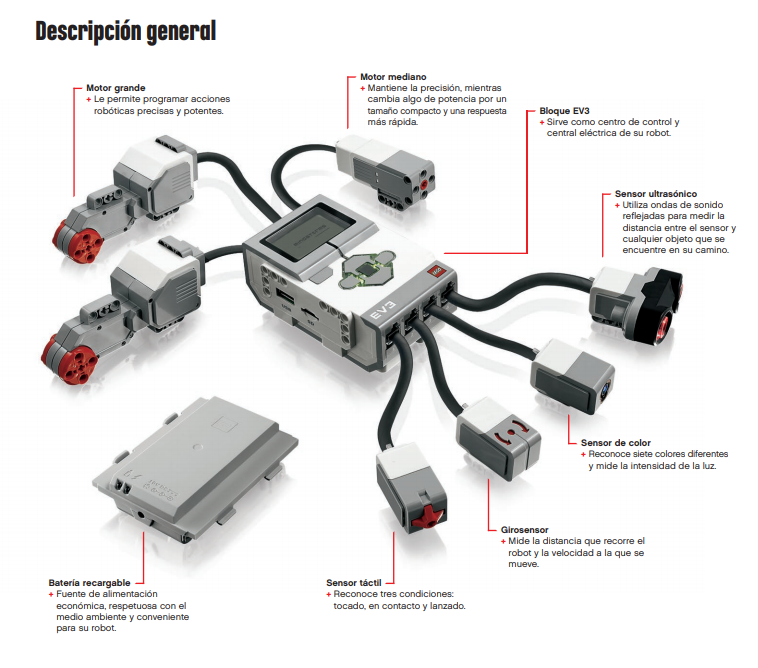 Descripción general
Motor grande
+ Le permite programar acciones
robóticas precisas y potentes.
Motor mediano
+ Mantiene la precisión, mientras
cambia algo de potencia por un
tamaño compacto y una respuesta
más rápida.
Bloque EV3
+ Sirve como centro de control y
central eléctrica de su robot.
Sensor ultrasónico
+ Utiliza ondas de sonido
reflejadas para medir la
distancia entre el sensor y
cualquier objeto que se
encuentre en su camino.
EV3
Sensor de color
+ Reconoce siete colores diferentes
y mide la intensidad de la luz.
Girosensor
+ Mide la distancia que recorre el
robot y la velocidad a la que se
mueve.
Batería recargable
+ Fuente de alimentación
económica, respetuosa con el
medio ambiente y conveniente
para su robot.
Sensor táctil
+ Reconoce tres condiciones:
tocado, en contacto y lanzado.